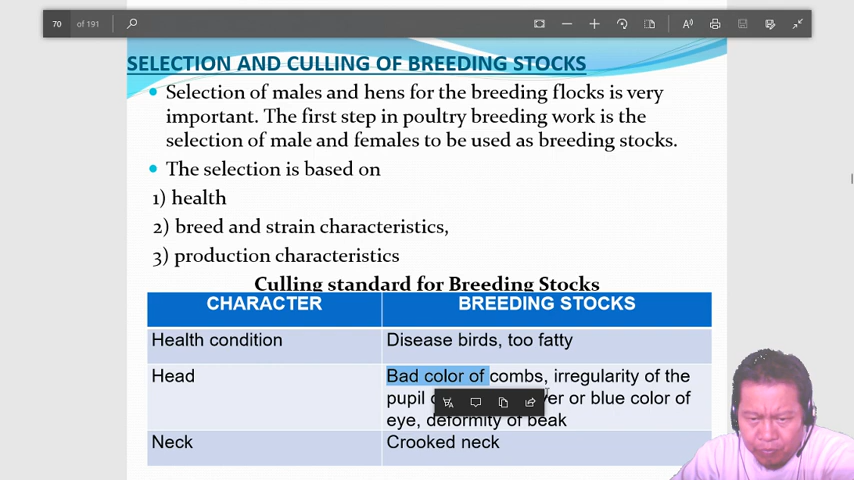 70 of 191
SELECTION AND CULLING OF BREEDING STOCKS
Selection of males and hens for the breeding flocks is very
important. The first step in poultry breeding work is the
selection of male and females to be used as breeding stocks.
The selection is based on
1) health
2) breed and strain characteristics,
3) production characteristics
Culling standard for Breeding Stocks
CHARACTER BREEDING STOCKS
Health condition Disease birds, too fatty
Head Bad color of combs, irregularity of the
pupil or blue color of
eye, deformity of beak
Neck Crooked neck